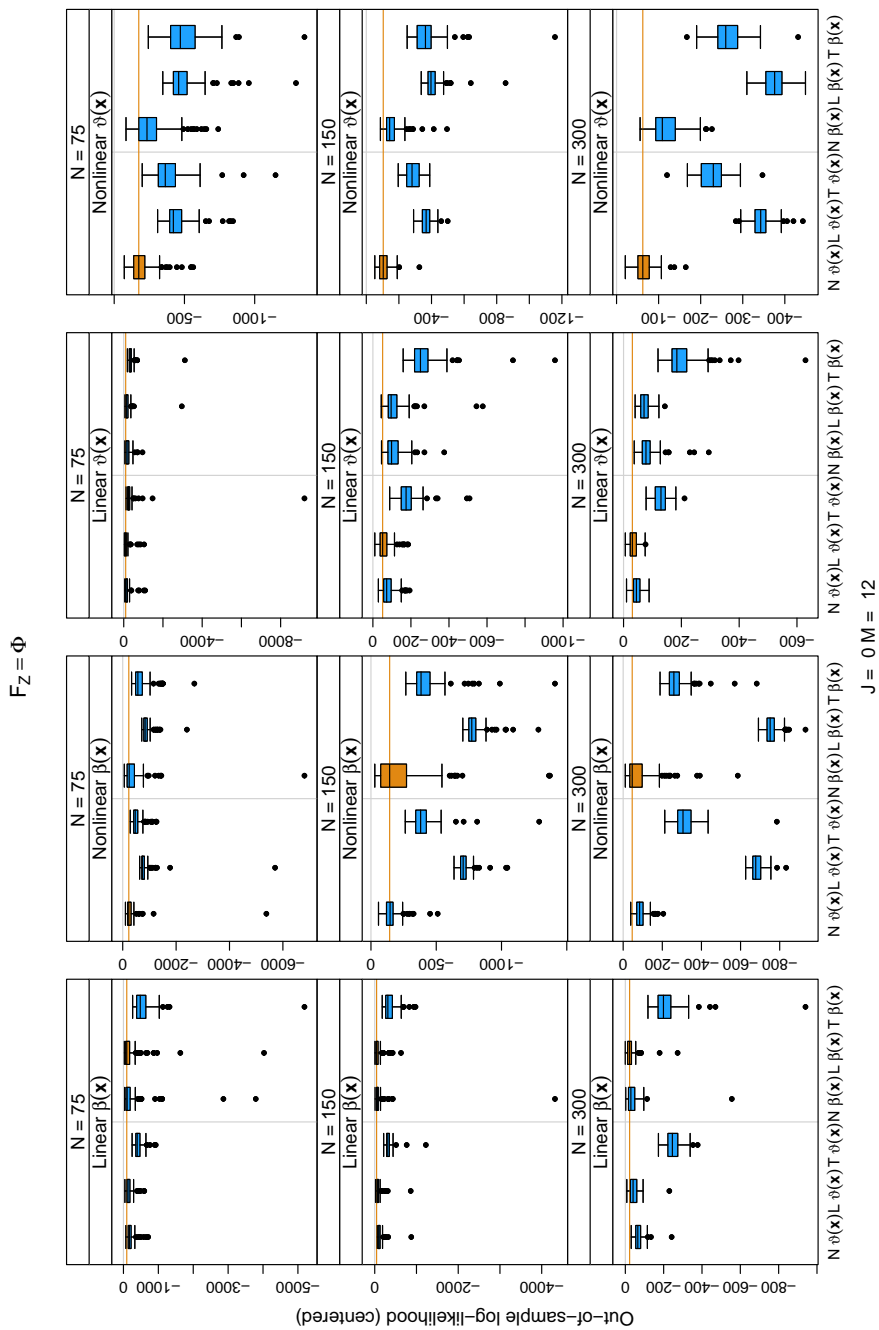 F_Z = Φ
N = 75
N = 75
N = 75
N = 75
Linear β(x)
Nonlinear β(x)
Linear ϑ(x)
Nonlinear ϑ(x)
0 −1000 −3000 −5000
0 −2000 −4000 −6000
0 −4000 −8000
−500 −1000
N = 150
N = 150
N = 150
N = 150
Linear β(x)
Nonlinear β(x)
Linear ϑ(x)
Nonlinear ϑ(x)
0 −2000 −4000
0 −500 −1000
0 −200 −400 −600 −1000
−400 −800 −1200
N = 300
N = 300
N = 300
N = 300
Linear β(x)
Nonlinear β(x)
Linear ϑ(x)
Nonlinear ϑ(x)
0 −200 −400 −600 −800
0 −200 −400 −600 −800
0 −200 −400 −600
−100 −200 −300 −400
N ϑ(x)L ϑ(x)T ϑ(x)N β(x)L β(x)T β(x)
N ϑ(x)L ϑ(x)T ϑ(x)N β(x)L β(x)T β(x)
N ϑ(x)L ϑ(x)T ϑ(x)N β(x)L β(x)T β(x)
N ϑ(x)L ϑ(x)T ϑ(x)N β(x)L β(x)T β(x)
Out−of−sample log−likelihood (centered)
J = 0 M = 12